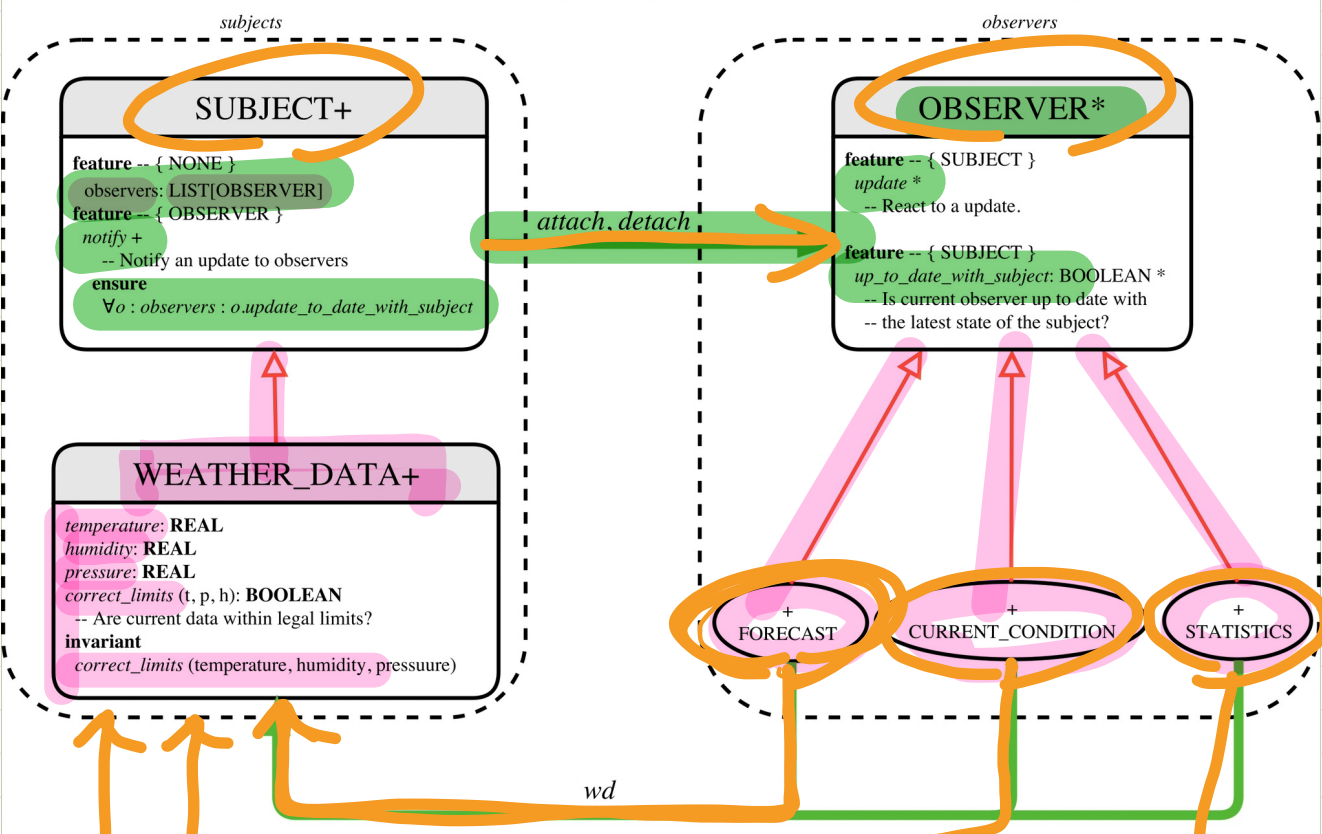 subjects
SUBJECT+
feature -- { NONE }
observers: LIST[OBSERVER]
feature -- { OBSERVER }
notify +
-- Notify an update to observers
ensure
∀o : observers : o.update_to_date_with_subject
WEATHER_DATA+
temperature: REAL
humidity: REAL
pressure: REAL
correct_limits (t, p, h): BOOLEAN
-- Are current data within legal limits?
invariant
correct_limits (temperature, humidity, pressuure)
attach, detach
observers
OBSERVER*
feature -- { SUBJECT }
update *
-- React to a update.
feature -- { SUBJECT }
up_to_date_with_subject: BOOLEAN *
-- Is current observer up to date with
-- the latest state of the subject?
+
FORECAST
+
CURRENT_CONDITION
+
STATISTICS
wd